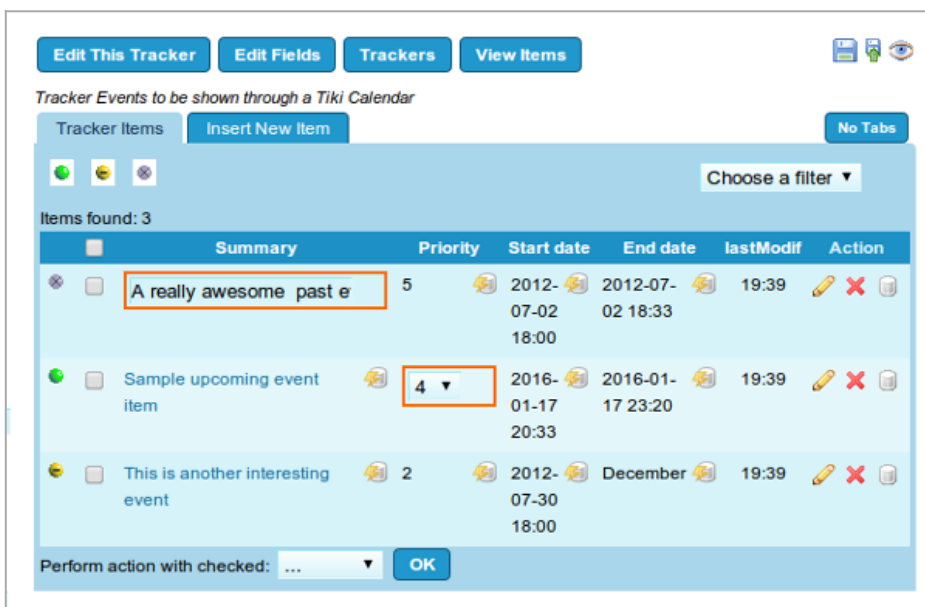 Edit This Tracker Edit Fields Trackers View Items
Tracker Events to be shown through a Tiki Calendar
Tracker Items Insert New Item No Tabs
Choose a filter
Items found: 3
Summary Priority Start date End date lastModif Action
A really awesome past e 5 2012- 2012-07- 19:39
07-02 02 18:33
18:00
Sample upcoming event 4 2016- 2016-01- 19:39
item 01-17 17 23:20
20:33
This is another interesting 2 2012- December 19:39
event 07-30
18:00
Perform action with checked: ... OK